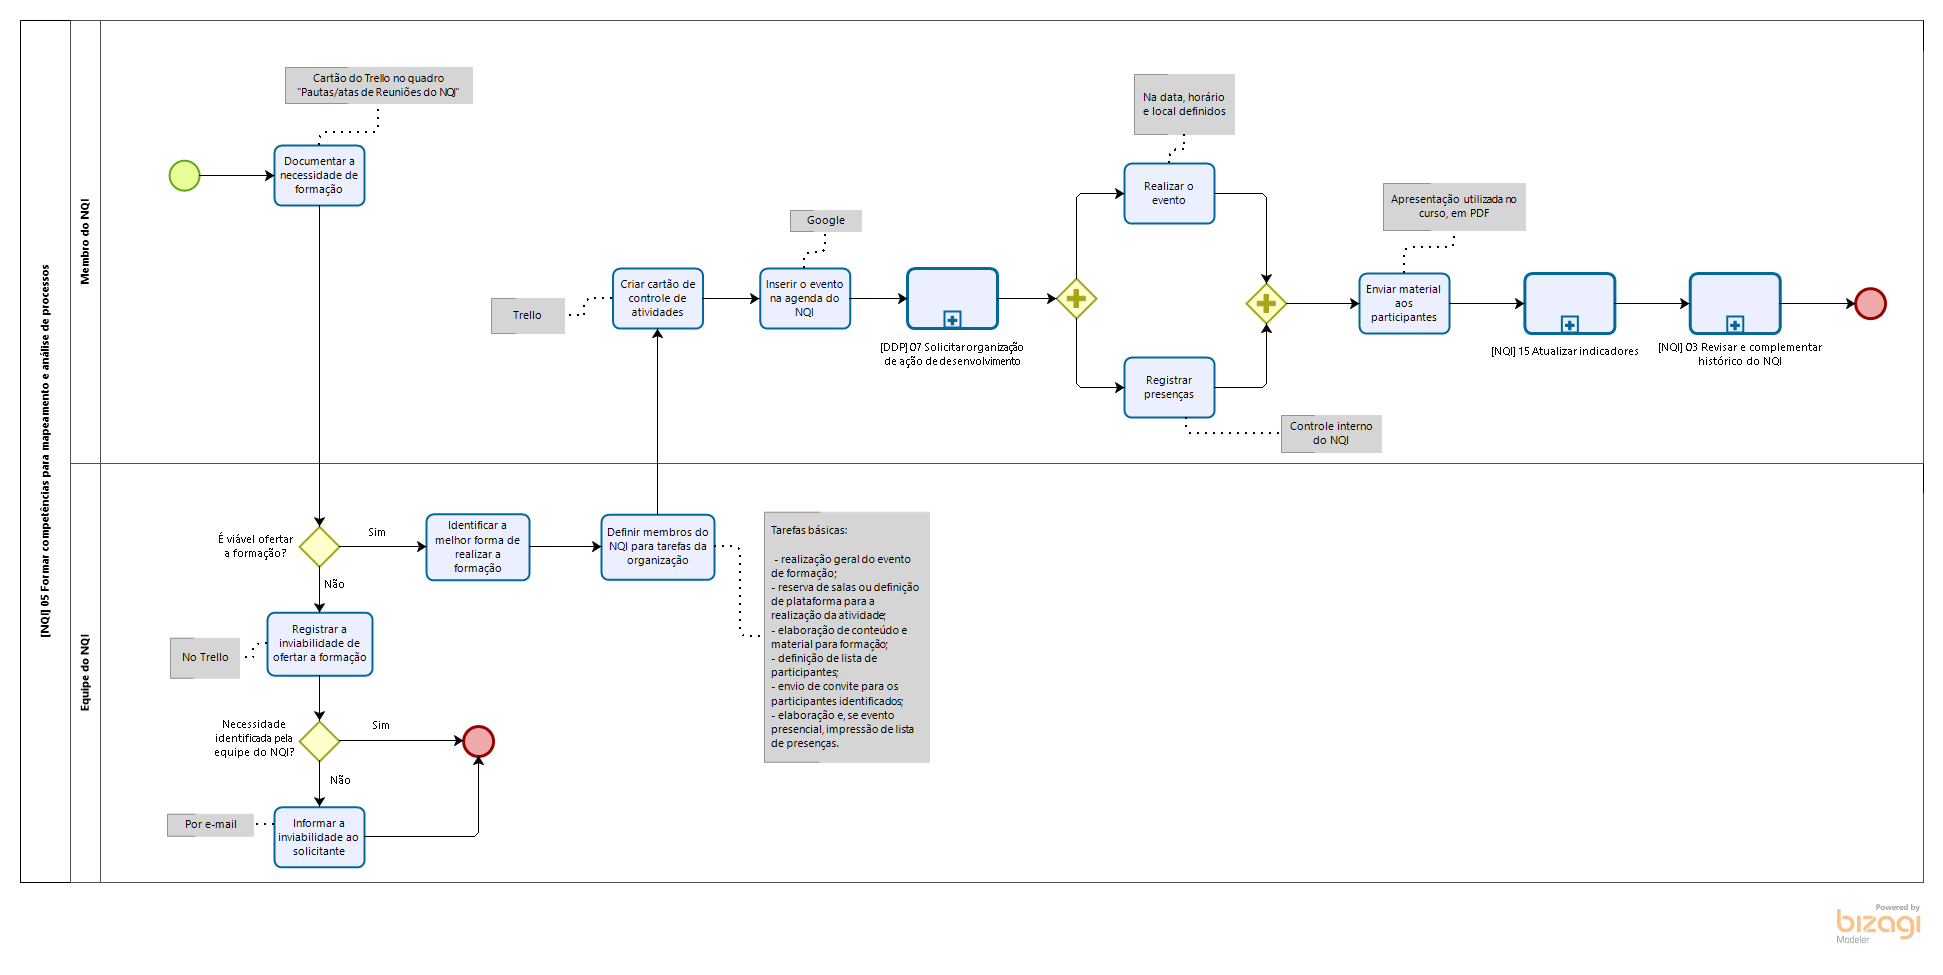 [NQI] 05 Formar competências para mapeamento e análise de processos
Membro do NQI
Cartão do Trello no quadro
"Pautas/atas de Reuniões do NQI"
Documentar a
necessidade de
formação
Trello
Criar cartão de
controle de
atividades
Google
Inserir o evento
na agenda do
NQI
[DDP] 07 Solicitar organização
de ação de desenvolvimento
Na data, horário
e local definidos
Realizar o
evento
Registrar
presenças
Controle interno
do NQI
Apresentação utilizada no
curso, em PDF
Enviar material
aos
participantes
[NQI] 15 Atualizar indicadores
[NQI] 03 Revisar e complementar
histórico do NQI
Equipe do NQI
É viável ofertar
a formação?
Sim
Não
Identificar a
melhor forma de
realizar a
formação
Definir membros do
NQI para tarefas da
organização
Tarefas básicas:
- realização geral do evento
de formação;
- reserva de salas ou definição
de plataforma para a
realização da atividade;
- elaboração de conteúdo e
material para formação;
- definição de lista de
participantes;
- envio de convite para os
participantes identificados;
- elaboração e, se evento
presencial, impressão de lista
de presenças.
No Trello
Registrar a
inviabilidade de
ofertar a formação
Necessidade
identificada pela
equipe do NQI?
Sim
Não
Por e-mail
Informar a
inviabilidade ao
solicitante
Powered by
bizagi
Modeler